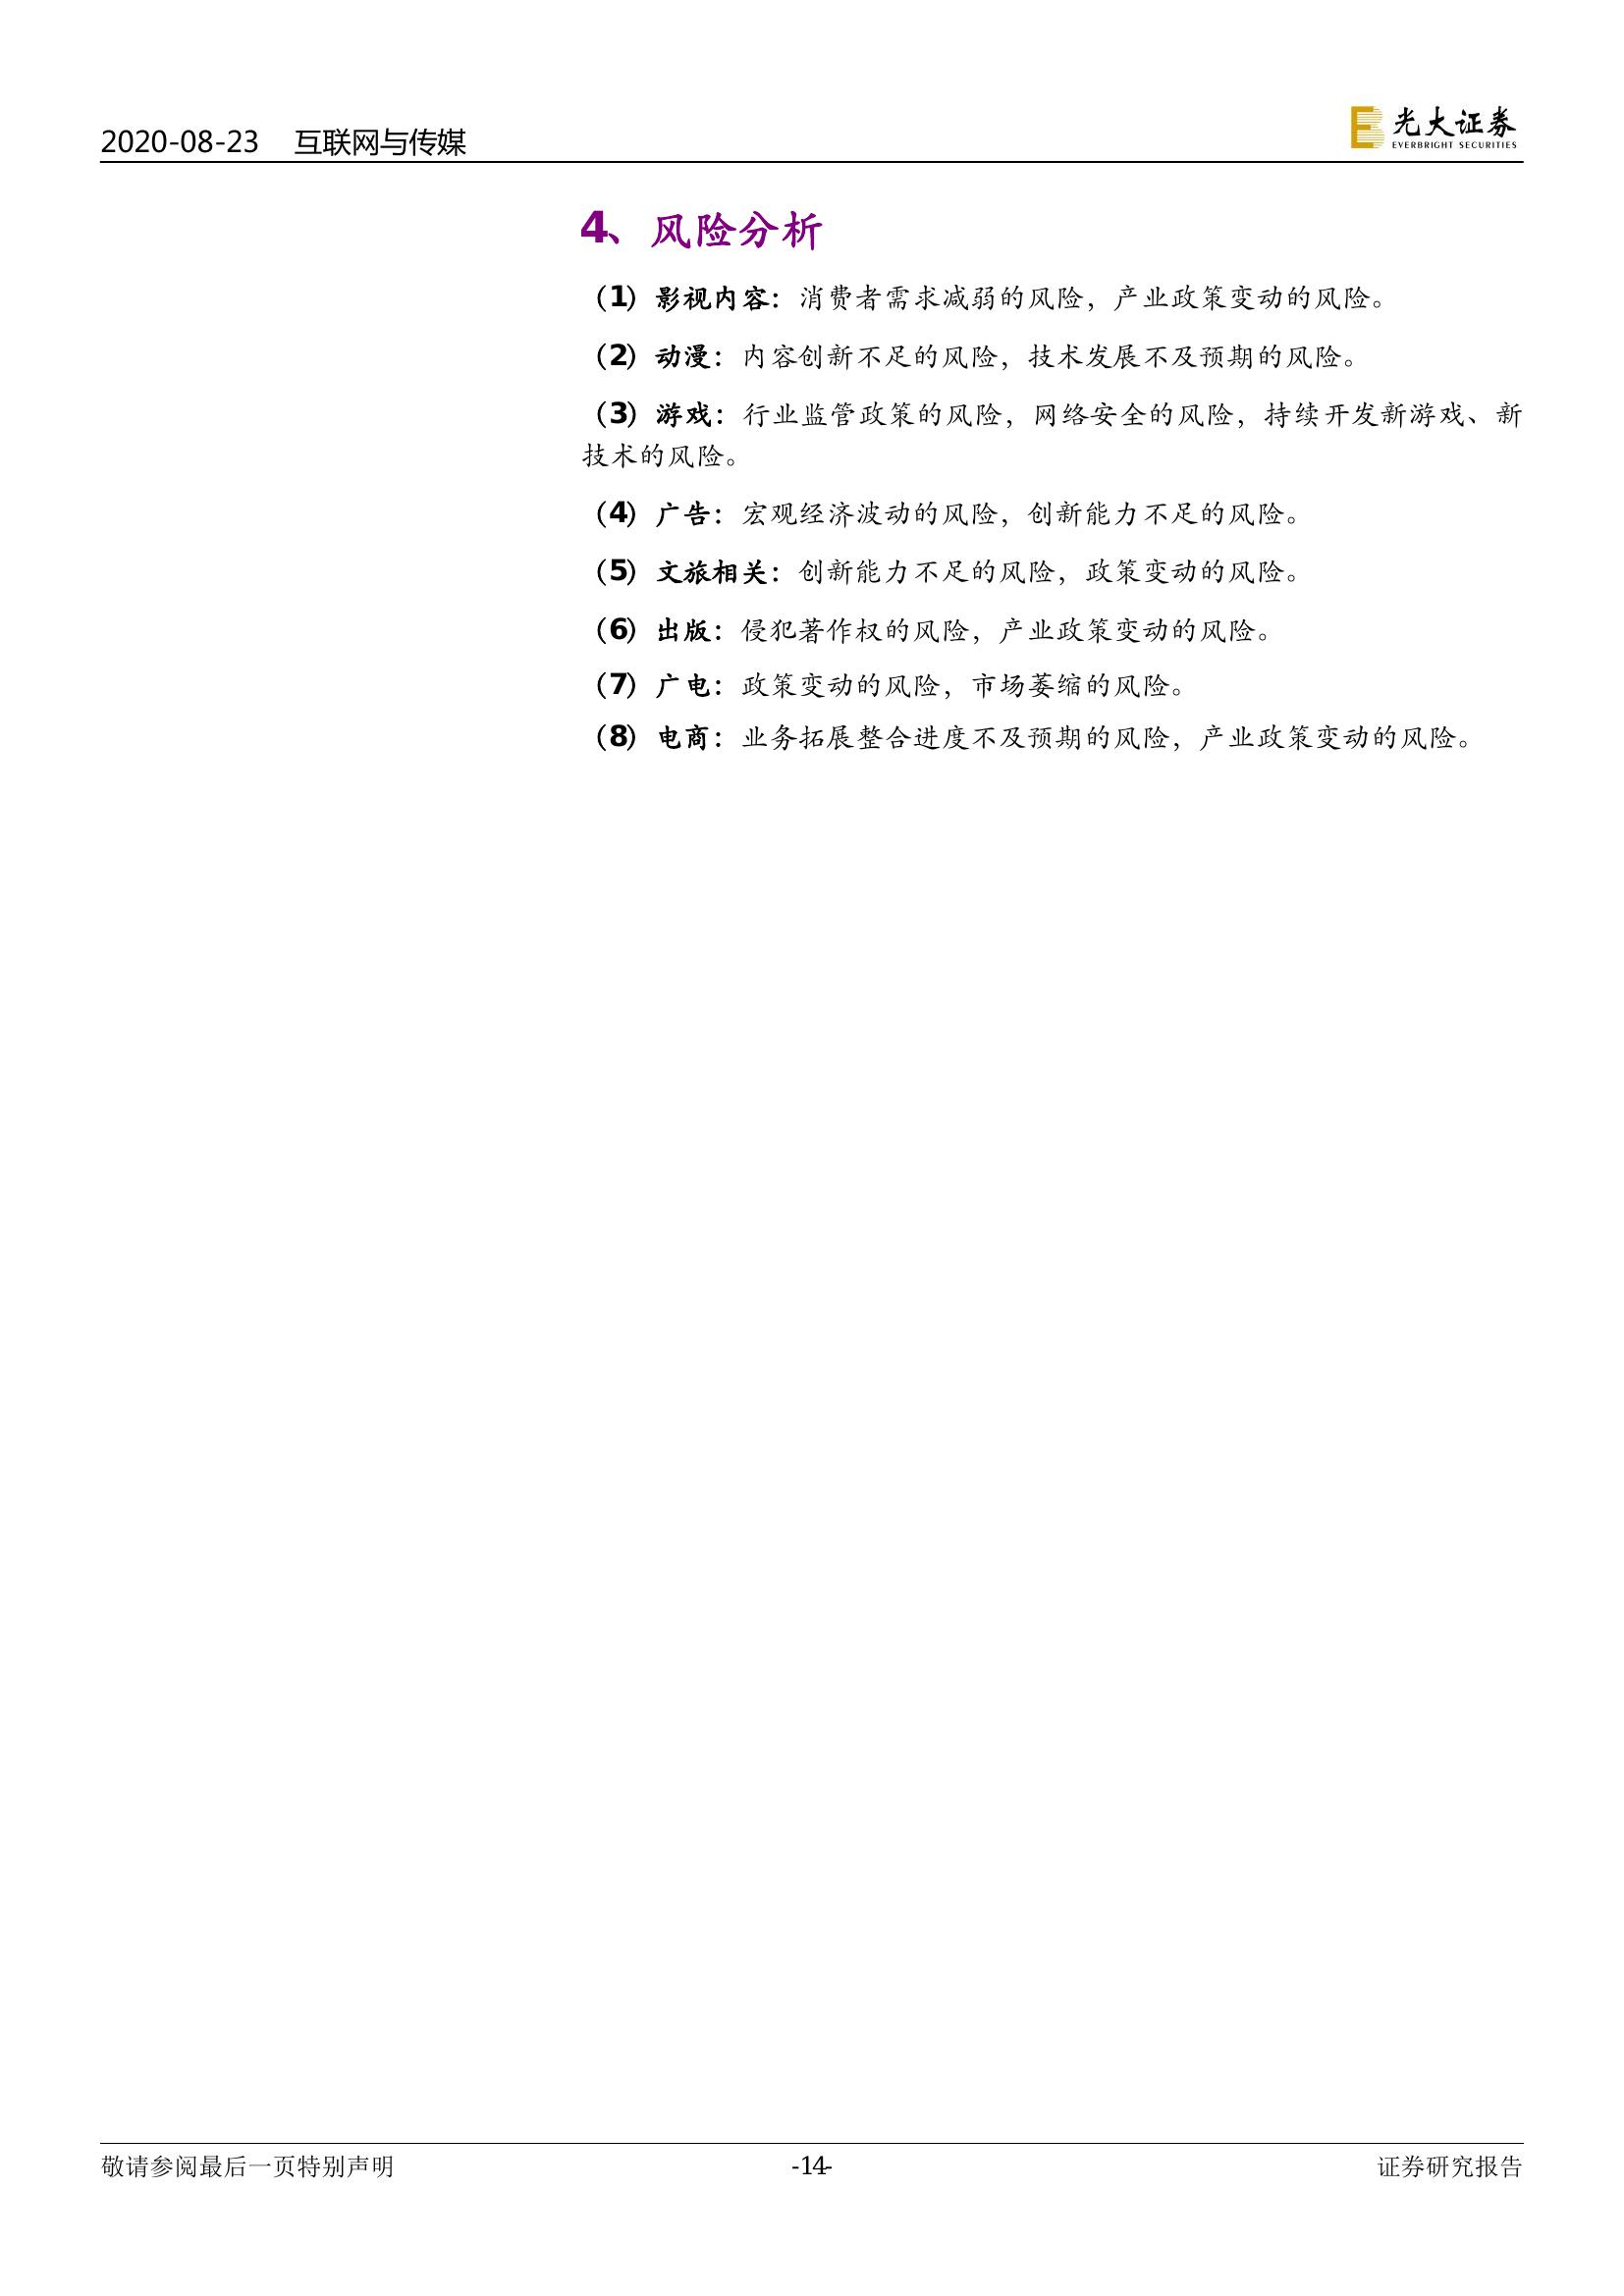 2020-08-23 互联网与传媒
光大证券
EVERBRIGHT SECURITIES
4、风险分析
（1）影视内容：消费者需求减弱的风险，产业政策变动的风险。
（2）动漫：内容创新不足的风险，技术发展不及预期的风险。
（3）游戏：行业监管政策的风险，网络安全的风险，持续开发新游戏、新
技术的风险。
（4）广告：宏观经济波动的风险，创新能力不足的风险。
（5）文旅相关：创新能力不足的风险，政策变动的风险。
（6）出版：侵犯著作权的风险，产业政策变动的风险。
（7）广电：政策变动的风险，市场萎缩的风险。
（8）电商：业务拓展整合进度不及预期的风险，产业政策变动的风险。
敬请参阅最后一页特别声明 -14- 证券研究报告